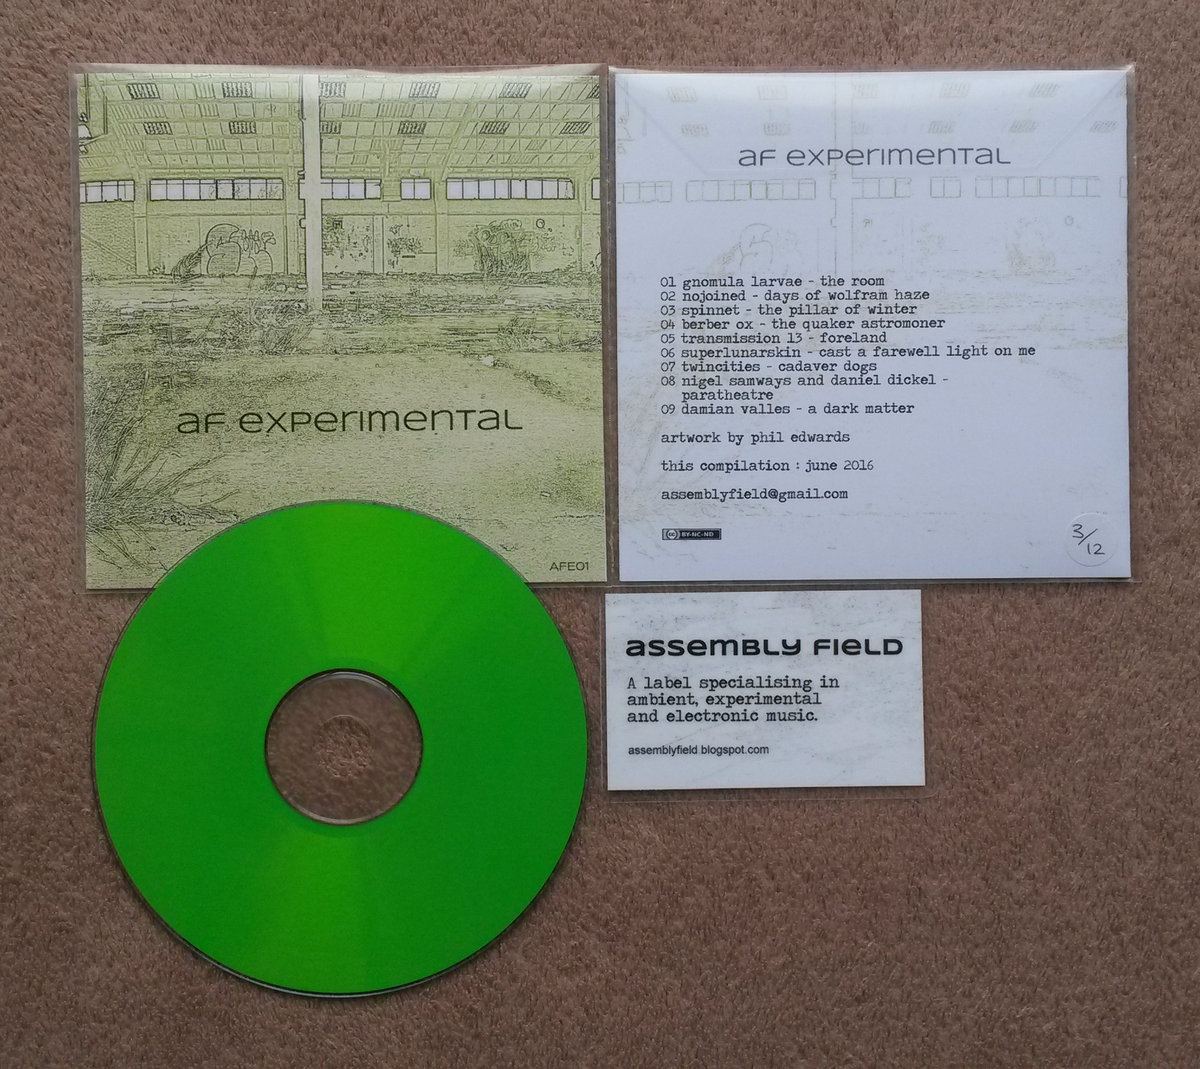 aF experimental
AFE01
aF experimental
01 gnomula larvae - the room
02 nojoined - days of wolfram haze
03 spinnet - the pillar of winter
04 berber ox - the quaker astromoner
05 transmission 13 - foreland
06 superlunarskin - cast a farewell light on me
07 twincities - cadaver dogs
08 nigel samways and daniel dickel -
paratheatre
09 damian valles - a dark matter
artwork by phil edwards
this compilation : june 2016
assemblyfield@gmail.com
cc BY-NC-ND
3/12
assembly field
A label specialising in
ambient, experimental
and electronic music.
assemblyfield.blogspot.com